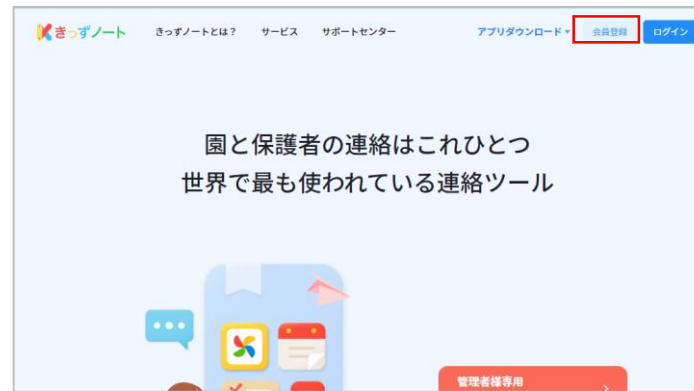 きっずノート
きっずノートとは？ サービス サポートセンター アプリダウンロード▼ 会員登録 ログイン
園と保護者の連絡はこれひとつ
世界で最も使われている連絡ツール
管理者様専用